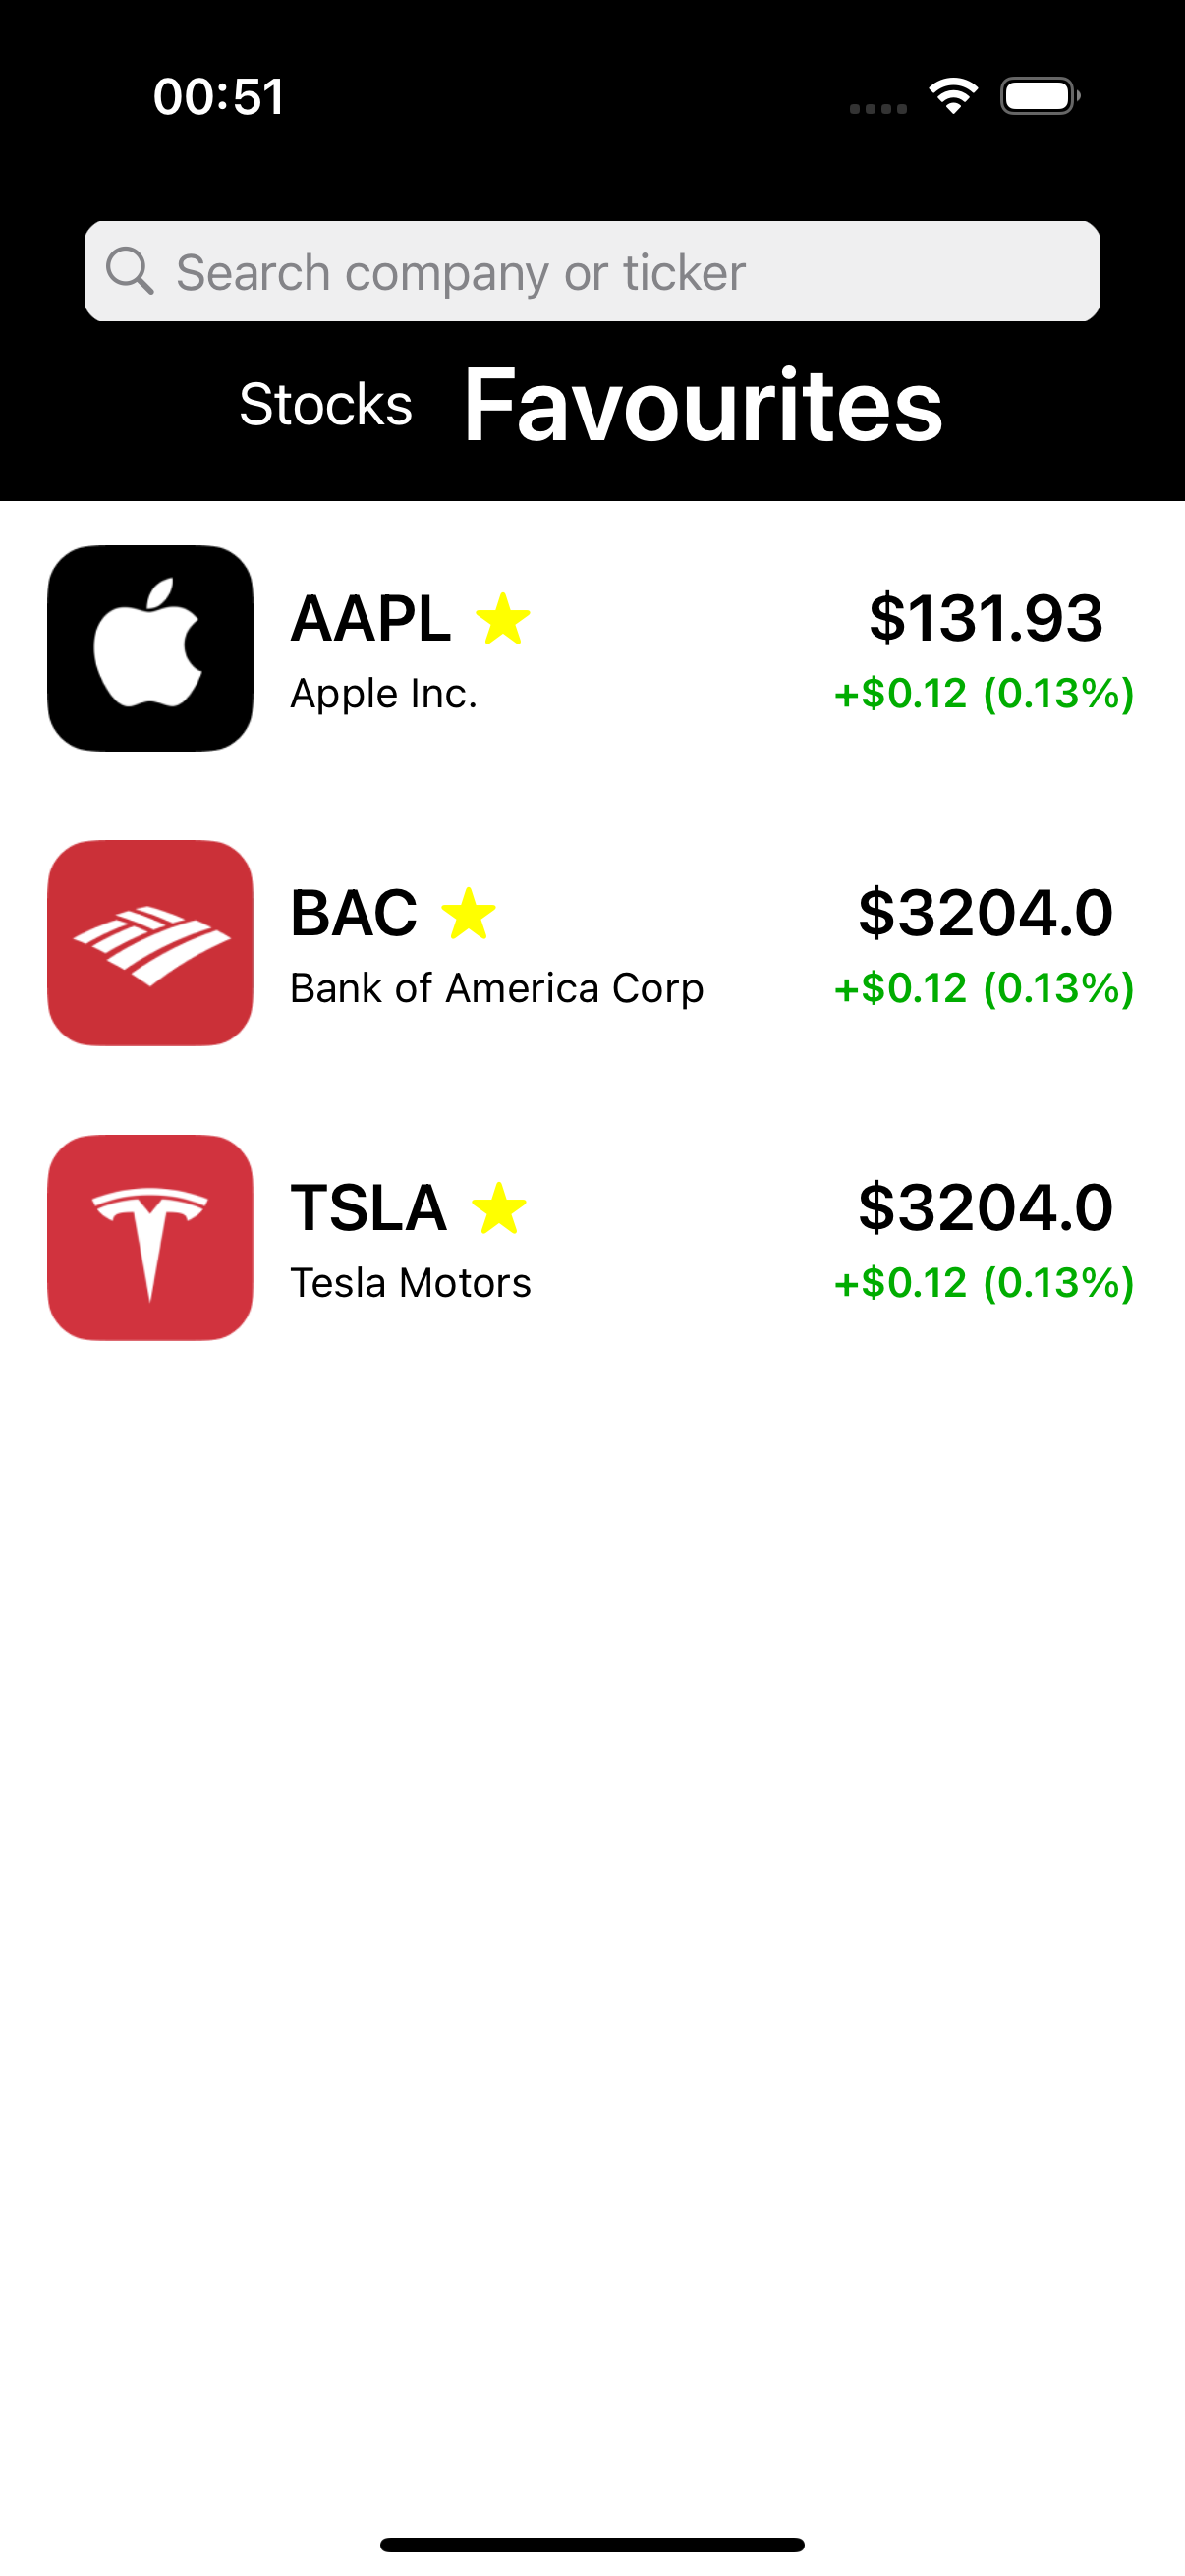 00:51
Search company or ticker
Stocks Favourites
AAPL $131.93
Apple Inc. +$0.12 (0.13%)
BAC $3204.0
Bank of America Corp +$0.12 (0.13%)
TSLA $3204.0
Tesla Motors +$0.12 (0.13%)